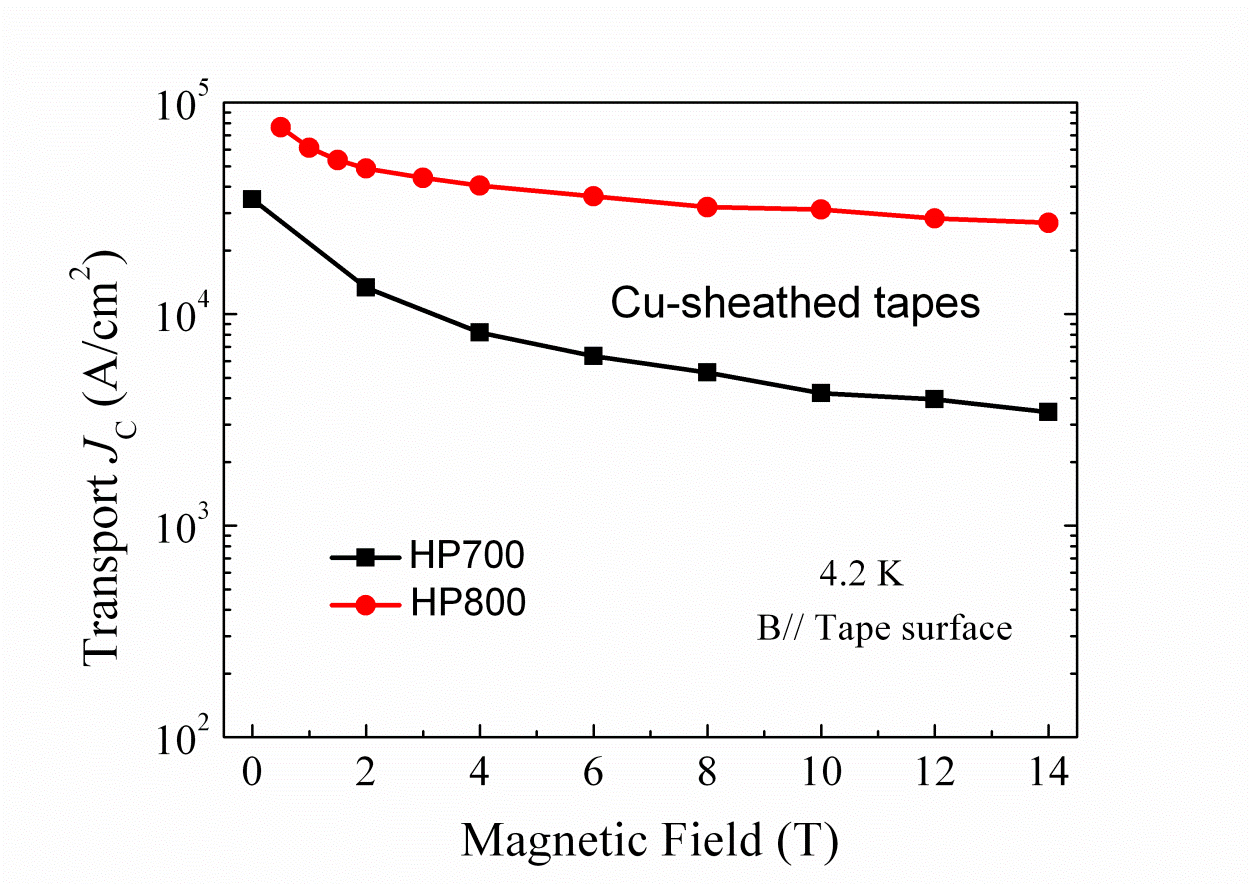 10^5
10^4
10^3
10^2
Transport J_C (A/cm^2)
Cu-sheathed tapes
HP700
HP800
4.2 K
B// Tape surface
0 2 4 6 8 10 12 14
Magnetic Field (T)